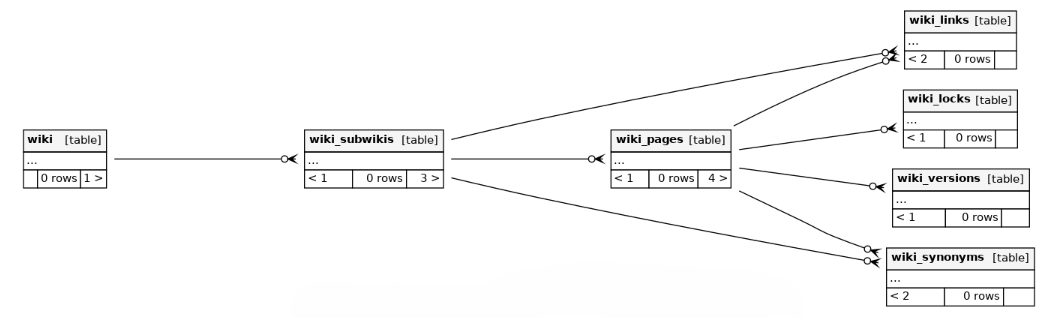 wiki [table]
...
0 rows 1 >
wiki_subwikis [table]
...
< 1 0 rows 3 >
wiki_pages [table]
...
< 1 0 rows 4 >
wiki_links [table]
...
< 2 0 rows
wiki_locks [table]
...
< 1 0 rows
wiki_versions [table]
...
< 1 0 rows
wiki_synonyms [table]
...
< 2 0 rows